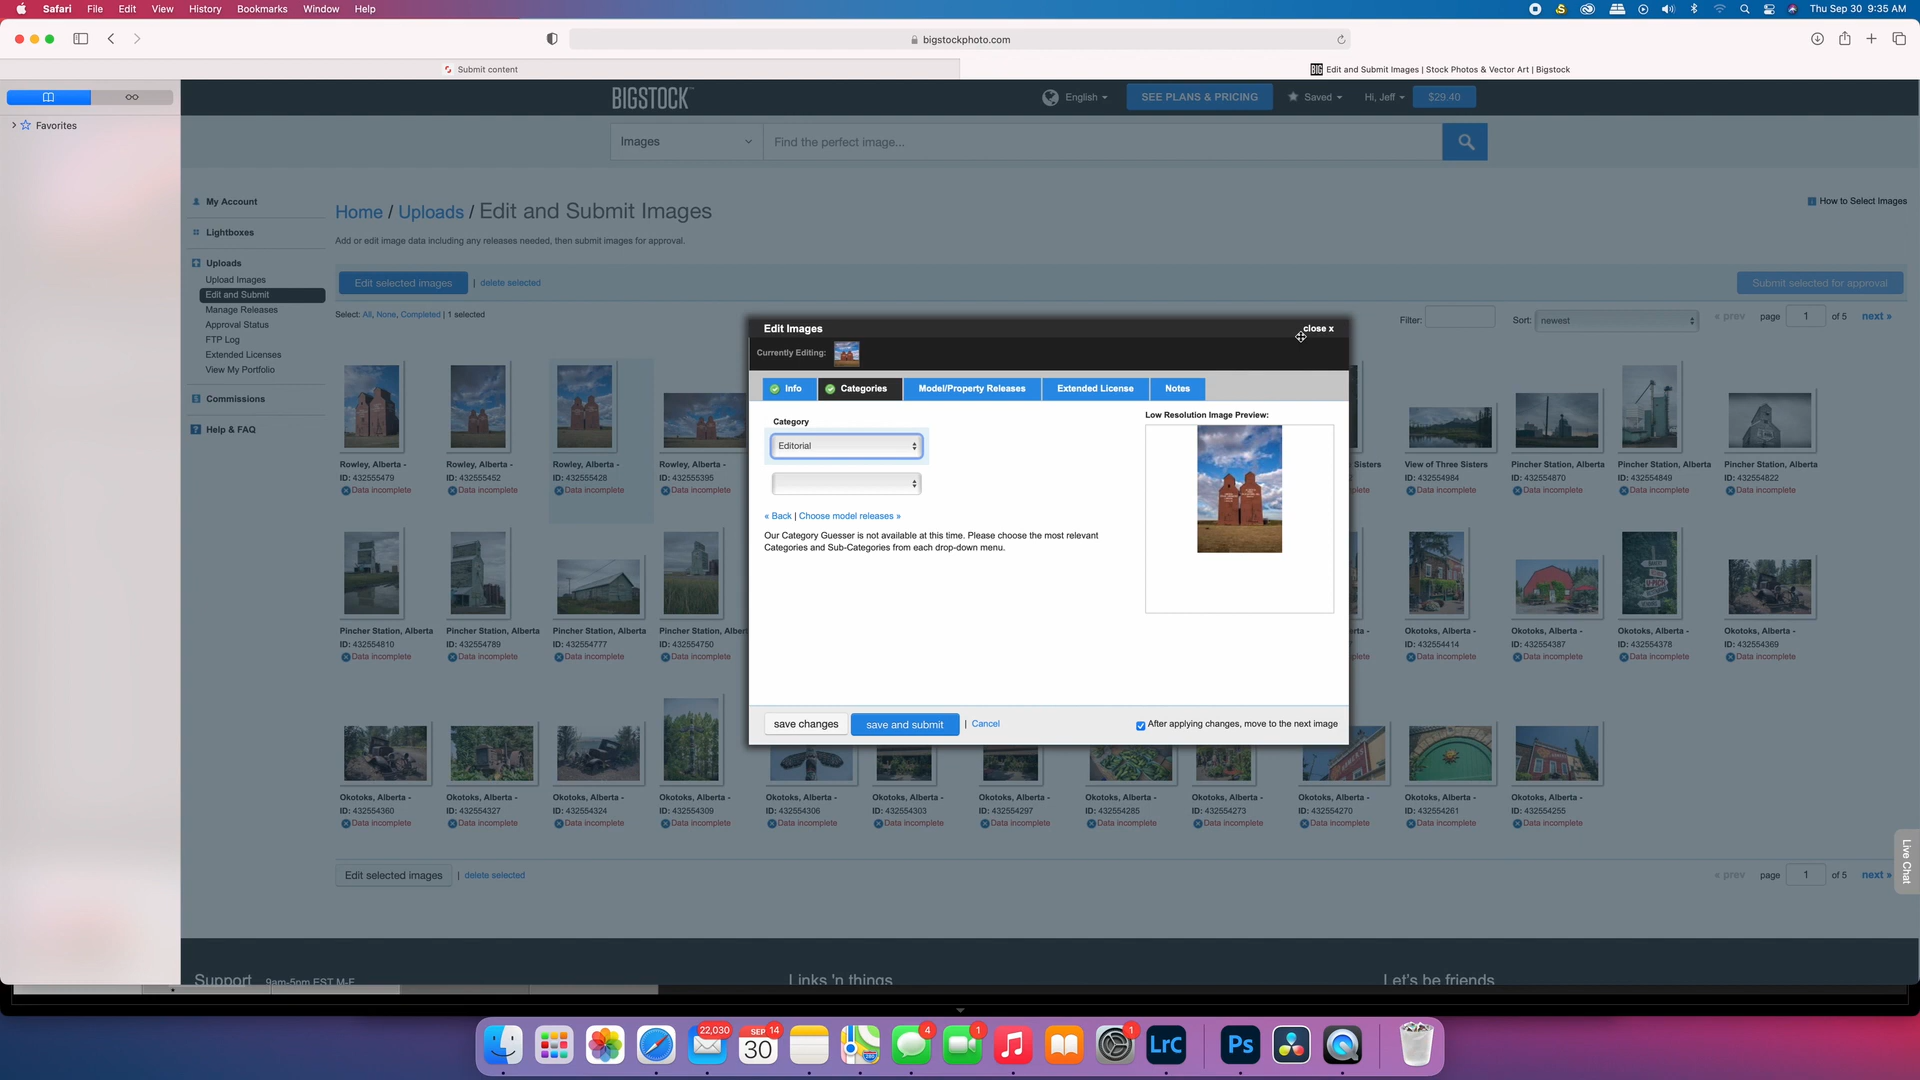 Safari File Edit View History Bookmarks Window Help
Thu Sep 30 9:35 AM
bigstockphoto.com
Submit content
Edit and Submit Images | Stock Photos & Vector Art | Bigstock
Favorites
BIGSTOCK
English
SEE PLANS & PRICING
Saved
Hi, Jeff
$29.40
Images
Find the perfect image...
My Account
Lightboxes
Uploads
Upload Images
Edit and Submit
Manage Releases
Approval Status
FTP Log
Extended Licenses
View My Portfolio
Commissions
Help & FAQ
Home / Uploads / Edit and Submit Images
How to Select Images
Add or edit image data including any releases needed, then submit images for approval.
Edit selected images | delete selected
Submit selected for approval
Select: All, None, Completed | 1 selected
Filter:
Sort: newest
« prev page 1 of 5 next »
Rowley, Alberta - Rowley, Alberta - Rowley, Alberta - Rowley, Alberta -
ID: 432555479 ID: 432555452 ID: 432555428 ID: 432555395
Data incomplete Data incomplete Data incomplete Data incomplete
Sisters View of Three Sisters Pincher Station, Alberta Pincher Station, Alberta Pincher Station, Alberta
ID: 432554984 ID: 432554870 ID: 432554849 ID: 432554822
Data incomplete Data incomplete Data incomplete Data incomplete
Pincher Station, Alberta Pincher Station, Alberta Pincher Station, Alberta Pincher Station, Alberta
ID: 432554810 ID: 432554789 ID: 432554777 ID: 432554750
Data incomplete Data incomplete Data incomplete Data incomplete
Okotoks, Alberta - Okotoks, Alberta - Okotoks, Alberta - Okotoks, Alberta -
ID: 432554414 ID: 432554387 ID: 432554378 ID: 432554369
Data incomplete Data incomplete Data incomplete Data incomplete
Edit Images
close x
Currently Editing:
Info
Categories
Model/Property Releases
Extended License
Notes
Category
Editorial
« Back | Choose model releases »
Our Category Guesser is not available at this time. Please choose the most relevant
Categories and Sub-Categories from each drop-down menu.
Low Resolution Image Preview:
save changes
save and submit
| Cancel
After applying changes, move to the next image
Okotoks, Alberta - Okotoks, Alberta - Okotoks, Alberta - Okotoks, Alberta - Okotoks, Alberta - Okotoks, Alberta - Okotoks, Alberta - Okotoks, Alberta - Okotoks, Alberta - Okotoks, Alberta - Okotoks, Alberta - Okotoks, Alberta -
ID: 432554360 ID: 432554327 ID: 432554324 ID: 432554309 ID: 432554306 ID: 432554303 ID: 432554297 ID: 432554285 ID: 432554273 ID: 432554270 ID: 432554261 ID: 432554255
Data incomplete Data incomplete Data incomplete Data incomplete Data incomplete Data incomplete Data incomplete Data incomplete Data incomplete Data incomplete Data incomplete Data incomplete
Live Chat
Edit selected images | delete selected
« prev page 1 of 5 next »
Support 9am-5pm EST M-F
Links 'n things
Let's be friends
22,030
SEP 14
30
4
1
1
LrC
Ps